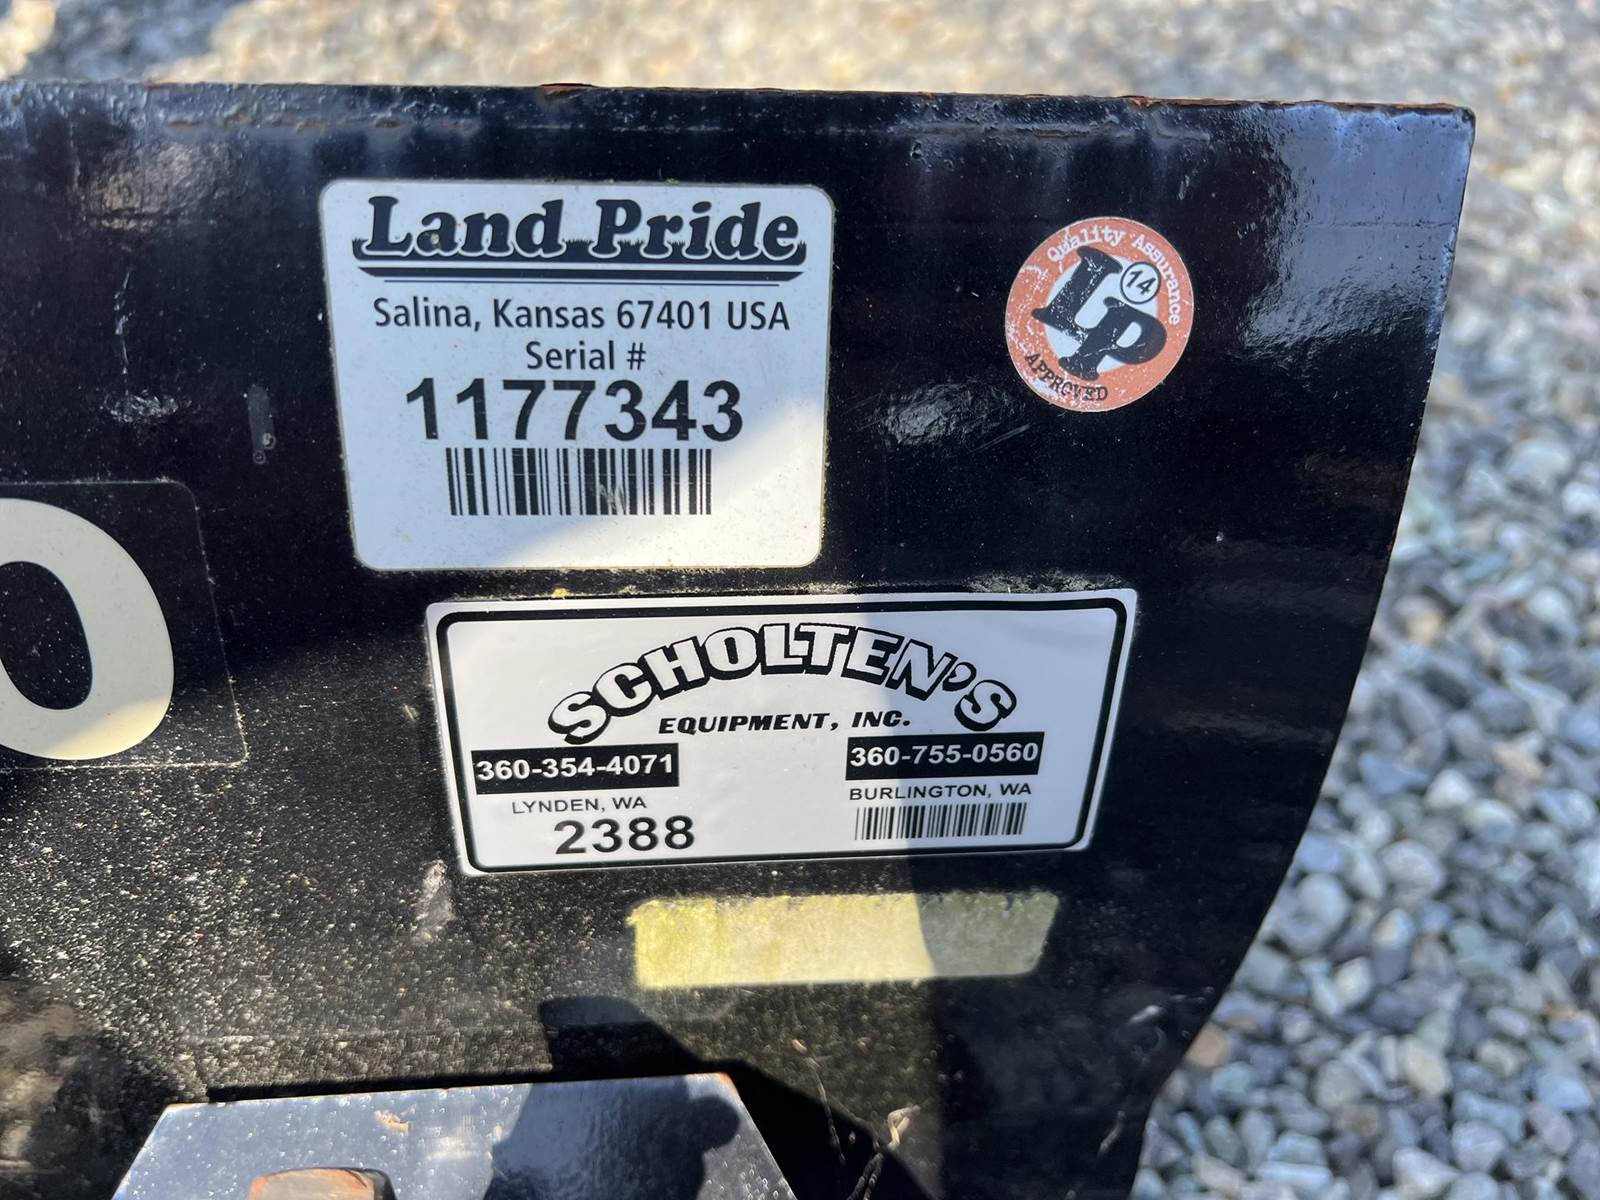 Land Pride
Salina, Kansas 67401 USA
Serial #
1177343
Quality Assurance
14
LP
APPROVED
0
SCHOLTEN'S
EQUIPMENT, INC.
360-354-4071
360-755-0560
LYNDEN, WA
BURLINGTON, WA
2388